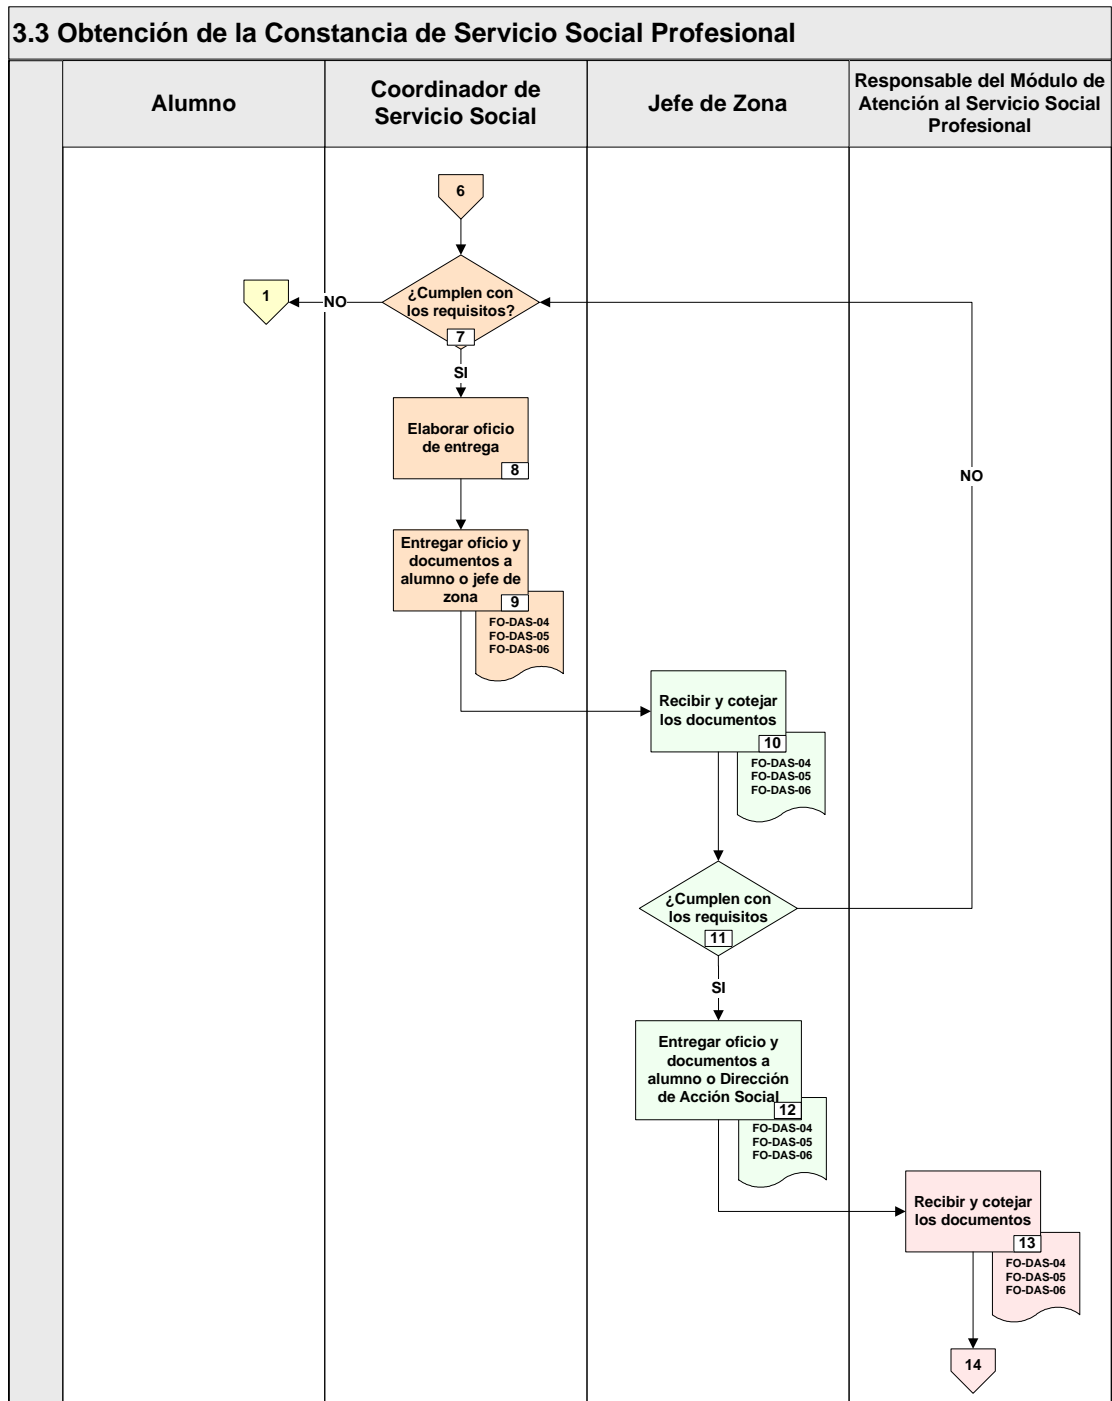 3.3 Obtención de la Constancia de Servicio Social Profesional
Alumno
Coordinador de
Servicio Social
Jefe de Zona
Responsable del Módulo de
Atención al Servicio Social
Profesional
6
1
NO
¿Cumplen con
los requisitos?
7
SI
Elaborar oficio
de entrega
8
NO
Entregar oficio y
documentos a
alumno o jefe de
zona
9
FO-DAS-04
FO-DAS-05
FO-DAS-06
Recibir y cotejar
los documentos
10
FO-DAS-04
FO-DAS-05
FO-DAS-06
¿Cumplen con
los requisitos
11
SI
Entregar oficio y
documentos a
alumno o Dirección
de Acción Social
12
FO-DAS-04
FO-DAS-05
FO-DAS-06
Recibir y cotejar
los documentos
13
FO-DAS-04
FO-DAS-05
FO-DAS-06
14